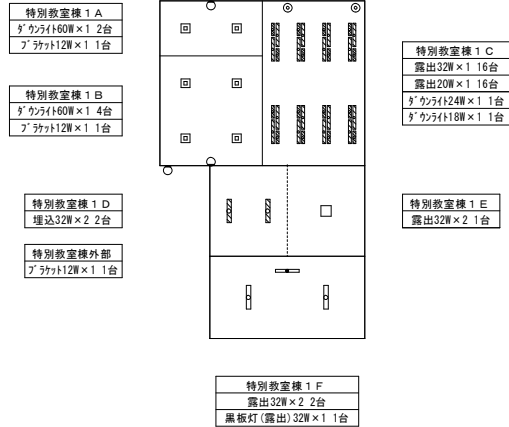 特別教室棟１Ａ
ﾀﾞｳﾝﾗｲﾄ60W×1 2台
ﾌﾞﾗｹｯﾄ12W×1 1台
特別教室棟１Ｂ
ﾀﾞｳﾝﾗｲﾄ60W×1 4台
ﾌﾞﾗｹｯﾄ12W×1 1台
特別教室棟１Ｃ
露出32W×1 16台
露出20W×1 16台
ﾀﾞｳﾝﾗｲﾄ24W×1 1台
ﾀﾞｳﾝﾗｲﾄ18W×1 1台
特別教室棟１Ｄ
埋込32W×2 2台
特別教室棟１Ｅ
露出32W×2 1台
特別教室棟外部
ﾌﾞﾗｹｯﾄ12W×1 1台
特別教室棟１Ｆ
露出32W×2 2台
黒板灯(露出)32W×1 1台